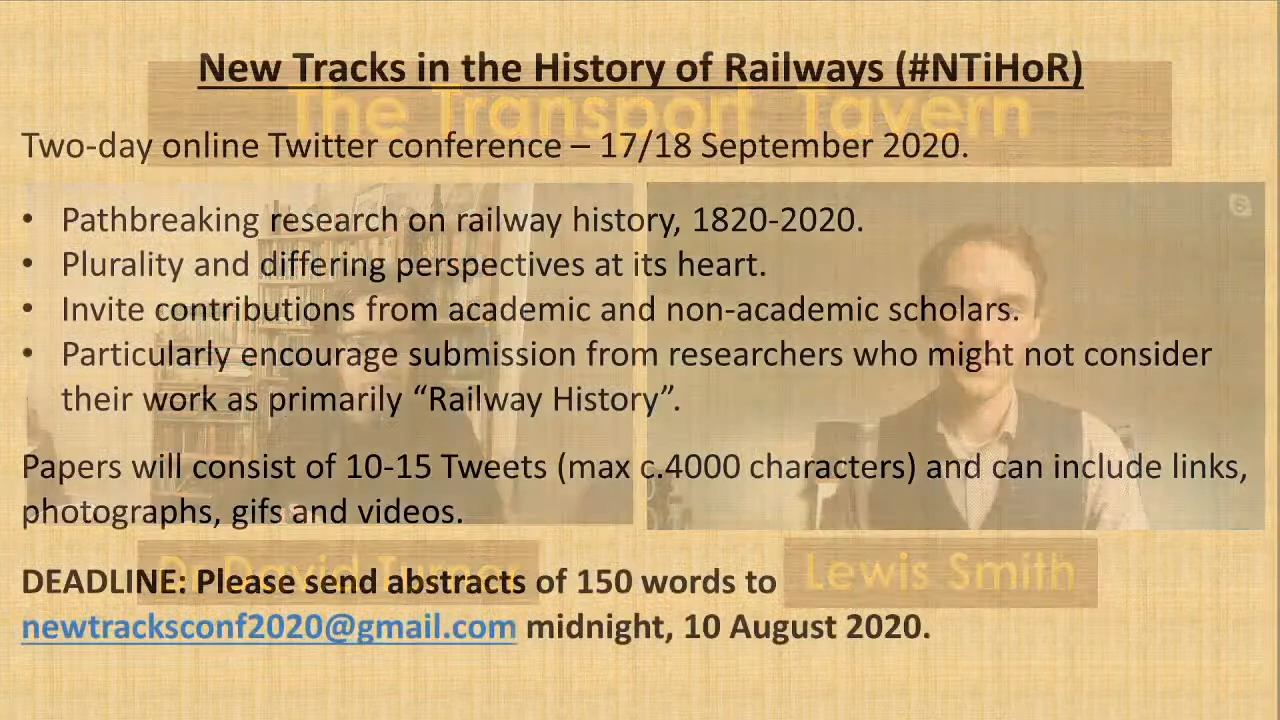 New Tracks in the History of Railways (#NTiHoR)
The Transport Tavern
Two-day online Twitter conference – 17/18 September 2020.
• Pathbreaking research on railway history, 1820-2020.
• Plurality and differing perspectives at its heart.
• Invite contributions from academic and non-academic scholars.
• Particularly encourage submission from researchers who might not consider
their work as primarily “Railway History”.
Papers will consist of 10-15 Tweets (max c.4000 characters) and can include links,
photographs, gifs and videos.
Dr David Turner
Lewis Smith
DEADLINE: Please send abstracts of 150 words to
newtracksconf2020@gmail.com midnight, 10 August 2020.